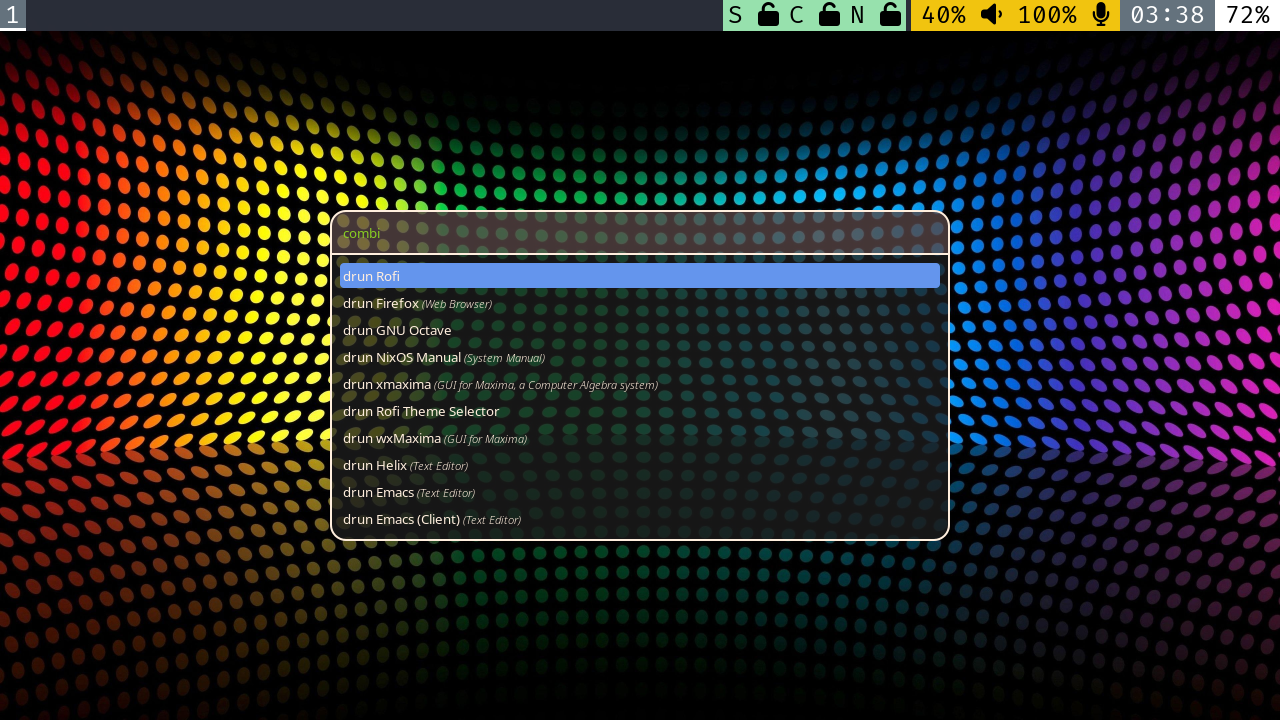 1 S C N 40% 100% 03:38 72%
combi
drun Rofi
drun Firefox (Web Browser)
drun GNU Octave
drun NixOS Manual (System Manual)
drun xmaxima (GUI for Maxima, a Computer Algebra system)
drun Rofi Theme Selector
drun wxMaxima (GUI for Maxima)
drun Helix (Text Editor)
drun Emacs (Text Editor)
drun Emacs (Client) (Text Editor)